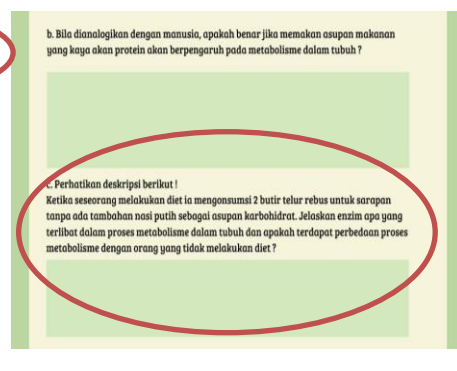 b. Bila dianalogikan dengan manusia, apakah benar jika memakan asupan makanan
yang kaya akan protein akan berpengaruh pada metabolisme dalam tubuh ?
c. Perhatikan deskripsi berikut !
Ketika seseorang melakukan diet ia mengonsumsi 2 butir telur rebus untuk sarapan
tanpa ada tambahan nasi putih sebagai asupan karbohidrat. Jelaskan enzim apa yang
terlibat dalam proses metabolisme dalam tubuh dan apakah terdapat perbedaan proses
metabolisme dengan orang yang tidak melakukan diet ?